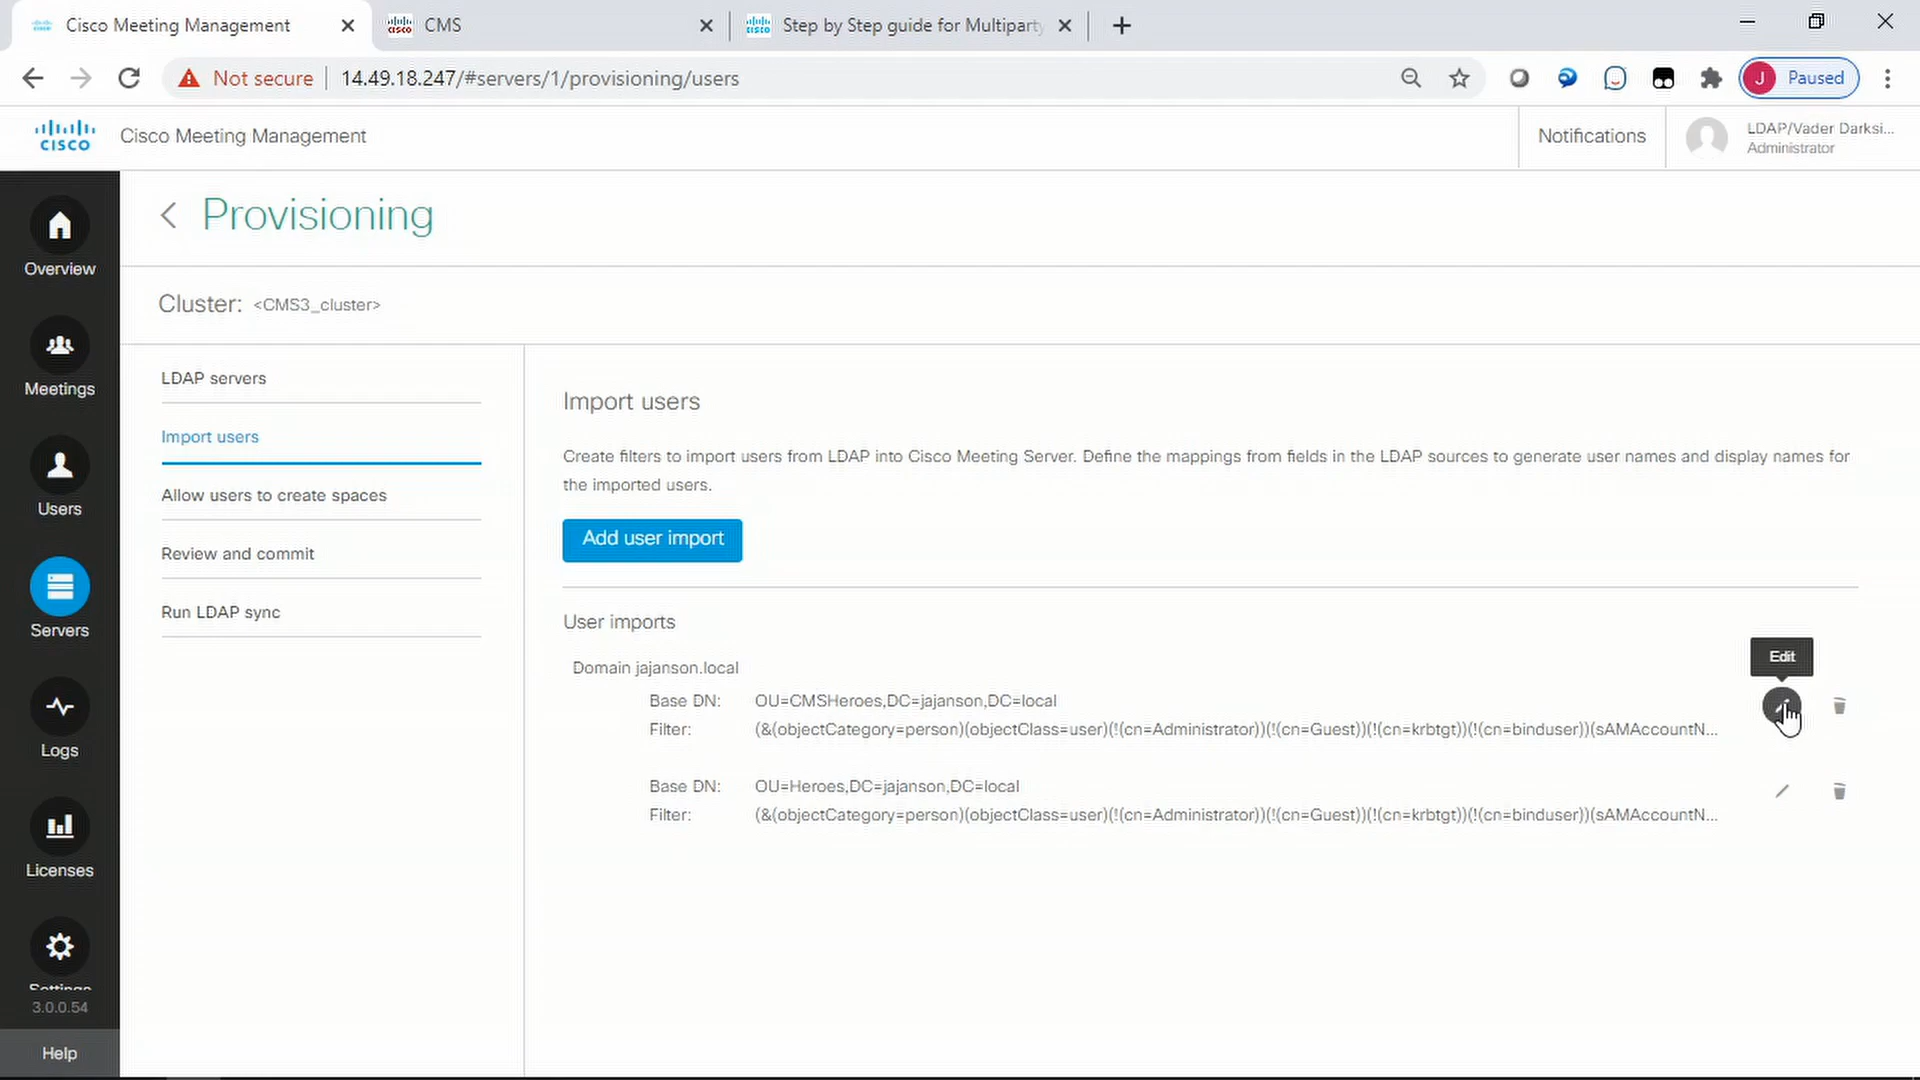 Cisco Meeting Management
CMS
Step by Step guide for Multiparty
Not secure
14.49.18.247/#servers/1/provisioning/users
J
Paused
CISCO
Cisco Meeting Management
Notifications
LDAP/Vader Darksi...
Administrator
Overview
Meetings
Users
Servers
Logs
Licenses
Settings
3.0.0.54
Help
Provisioning
Cluster: <CMS3_cluster>
LDAP servers
Import users
Allow users to create spaces
Review and commit
Run LDAP sync
Import users
Create filters to import users from LDAP into Cisco Meeting Server. Define the mappings from fields in the LDAP sources to generate user names and display names for
the imported users.
Add user import
User imports
Edit
Domain jajanson.local
Base DN: OU=CMSHeroes,DC=jajanson,DC=local
Filter: (&(objectCategory=person)(objectClass=user)(!(cn=Administrator))(!(cn=Guest))(!(cn=krbtgt))(!(cn=binduser))(sAMAccountN...
Base DN: OU=Heroes,DC=jajanson,DC=local
Filter: (&(objectCategory=person)(objectClass=user)(!(cn=Administrator))(!(cn=Guest))(!(cn=krbtgt))(!(cn=binduser))(sAMAccountN...